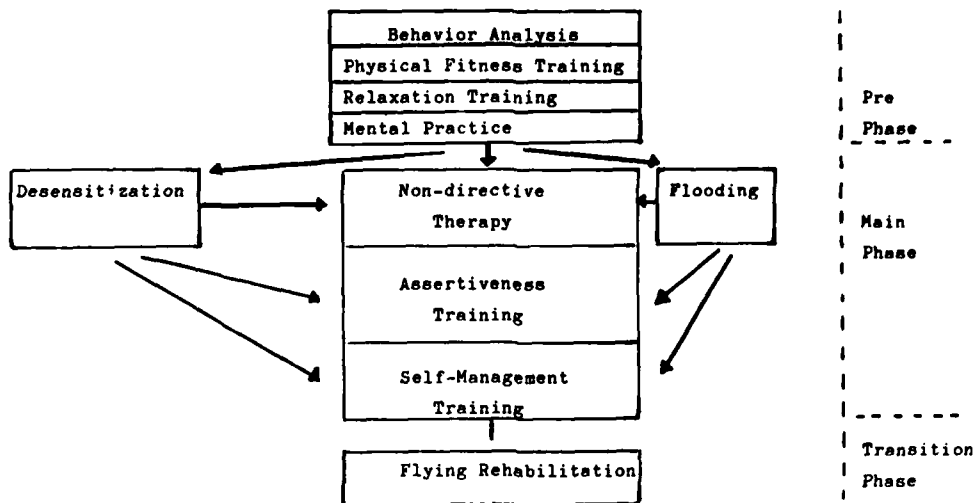 Behavior Analysis
Physical Fitness Training
Relaxation Training
Mental Practice
Pre
Phase
Desensitization
Non-directive
Therapy
Flooding
Main
Phase
Assertiveness
Training
Self-Management
Training
Flying Rehabilitation
Transition
Phase